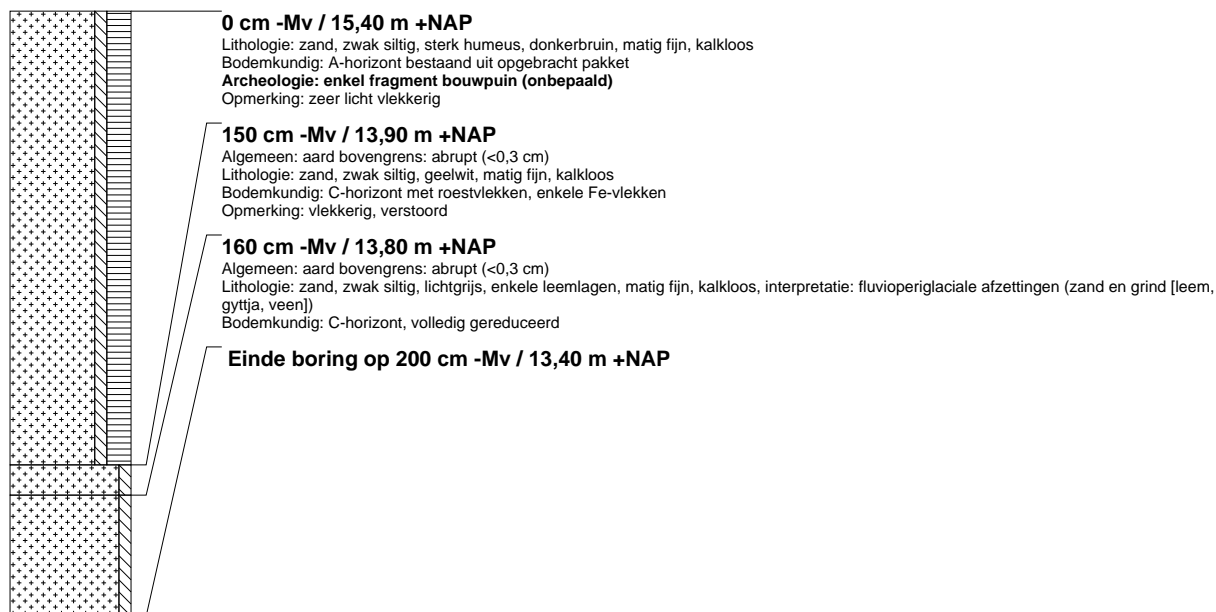 0 cm -Mv / 15,40 m +NAP
Lithologie: zand, zwak siltig, sterk humeus, donkerbruin, matig fijn, kalkloos
Bodemkundig: A-horizont bestaand uit opgebracht pakket
Archeologie: enkel fragment bouwpuin (onbepaald)
Opmerking: zeer licht vlekkerig
150 cm -Mv / 13,90 m +NAP
Algemeen: aard bovengrens: abrupt (<0,3 cm)
Lithologie: zand, zwak siltig, geelwit, matig fijn, kalkloos
Bodemkundig: C-horizont met roestvlekken, enkele Fe-vlekken
Opmerking: vlekkerig, verstoord
160 cm -Mv / 13,80 m +NAP
Algemeen: aard bovengrens: abrupt (<0,3 cm)
Lithologie: zand, zwak siltig, lichtgrijs, enkele leemlagen, matig fijn, kalkloos, interpretatie: fluvioperiglaciale afzettingen (zand en grind [leem,
gyttja, veen])
Bodemkundig: C-horizont, volledig gereduceerd
Einde boring op 200 cm -Mv / 13,40 m +NAP